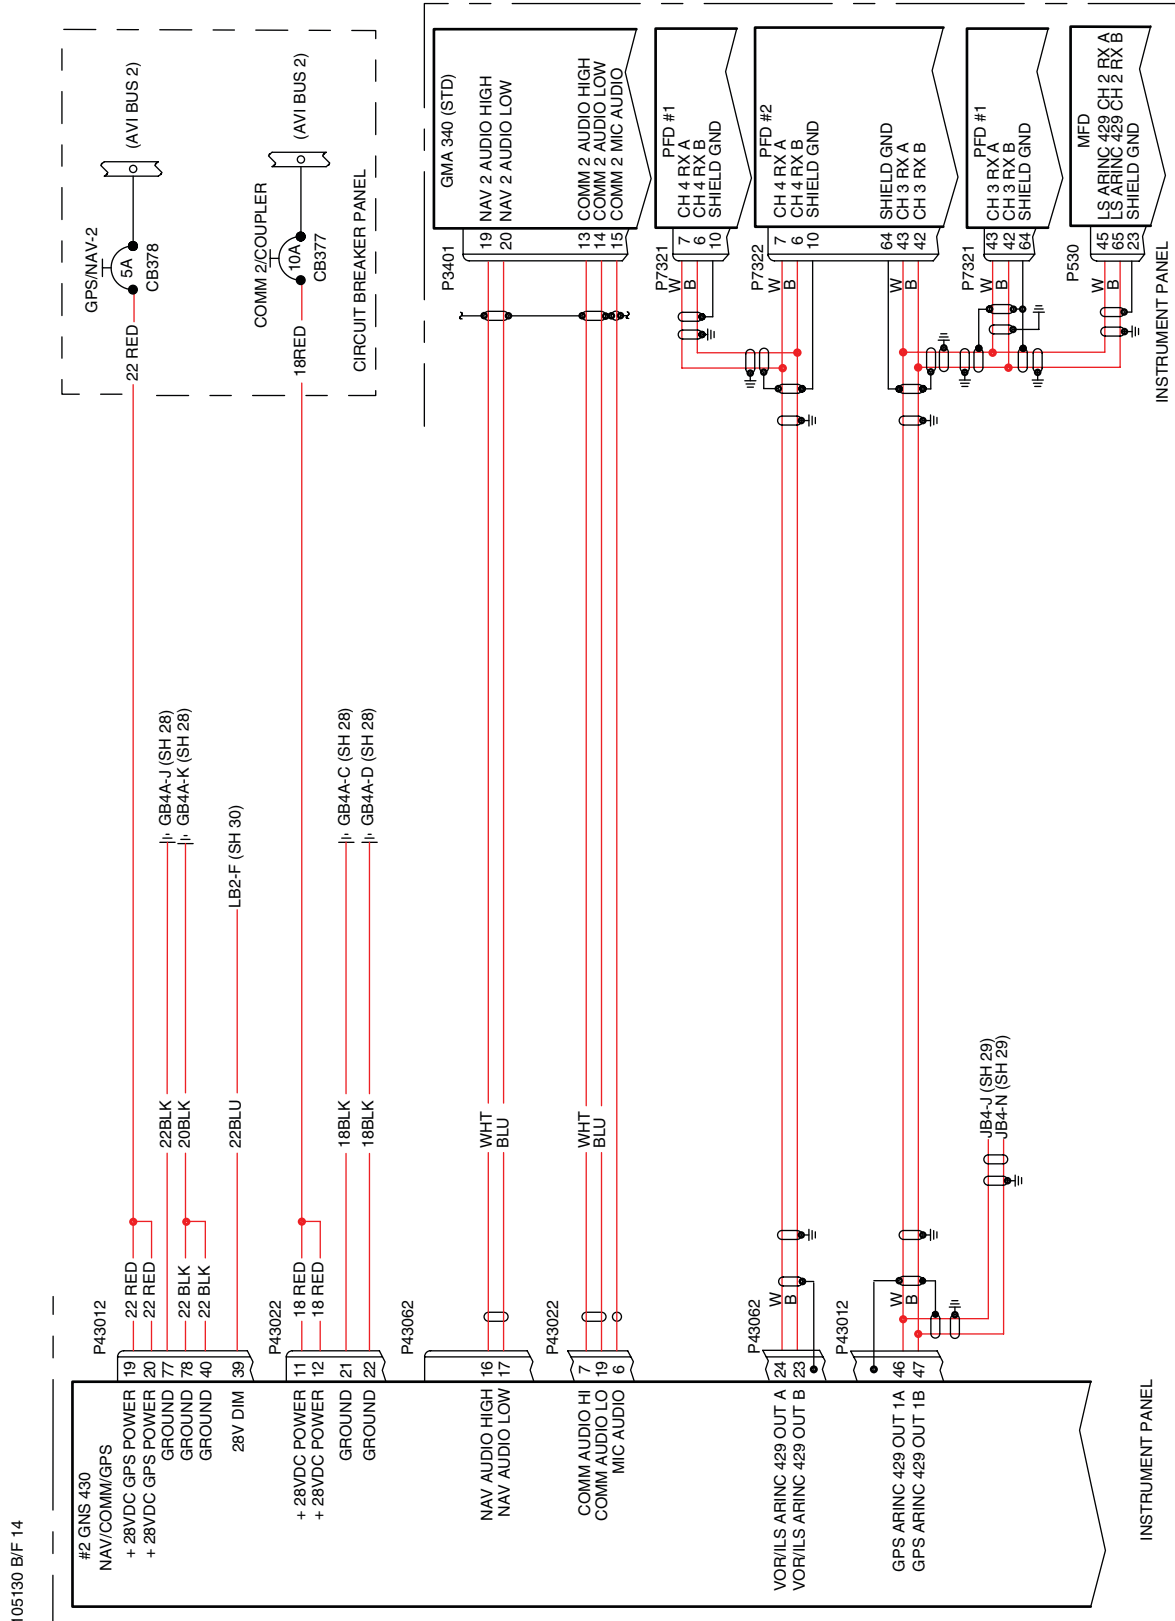 105130 B/F 14
#2 GNS 430
NAV/COMM/GPS
+ 28VDC GPS POWER
+ 28VDC GPS POWER
GROUND
GROUND
GROUND
28V DIM
+ 28VDC POWER
+ 28VDC POWER
GROUND
GROUND
NAV AUDIO HIGH
NAV AUDIO LOW
COMM AUDIO HI
COMM AUDIO LO
MIC AUDIO
VOR/ILS ARINC 429 OUT A
VOR/ILS ARINC 429 OUT B
GPS ARINC 429 OUT 1A
GPS ARINC 429 OUT 1B
INSTRUMENT PANEL
P43012
19
20
77
78
40
39
P43022
11
12
21
22
P43062
16
17
P43022
7
19
6
P43062
24
23
P43012
46
47
22 RED
22 RED
22 BLK
22 BLK
18 RED
18 RED
W
B
W
B
22BLK
20BLK
22BLU
18BLK
18BLK
WHT
BLU
WHT
BLU
JB4-J (SH 29)
JB4-N (SH 29)
GB4A-J (SH 28)
GB4A-K (SH 28)
LB2-F (SH 30)
GB4A-C (SH 28)
GB4A-D (SH 28)
22 RED
18RED
GPS/NAV-2
5A
CB378
(AVI BUS 2)
COMM 2/COUPLER
10A
CB377
(AVI BUS 2)
CIRCUIT BREAKER PANEL
P3401
19
20
13
14
15
GMA 340 (STD)
NAV 2 AUDIO HIGH
NAV 2 AUDIO LOW
COMM 2 AUDIO HIGH
COMM 2 AUDIO LOW
COMM 2 MIC AUDIO
P7321
W
B
7
6
10
PFD #1
CH 4 RX A
CH 4 RX B
SHIELD GND
P7322
W
B
W
B
7
6
10
64
43
42
PFD #2
CH 4 RX A
CH 4 RX B
SHIELD GND
SHIELD GND
CH 3 RX A
CH 3 RX B
P7321
W
B
43
42
64
PFD #1
CH 3 RX A
CH 3 RX B
SHIELD GND
P530
W
B
45
65
23
MFD
LS ARINC 429 CH 2 RX A
LS ARINC 429 CH 2 RX B
SHIELD GND
INSTRUMENT PANEL